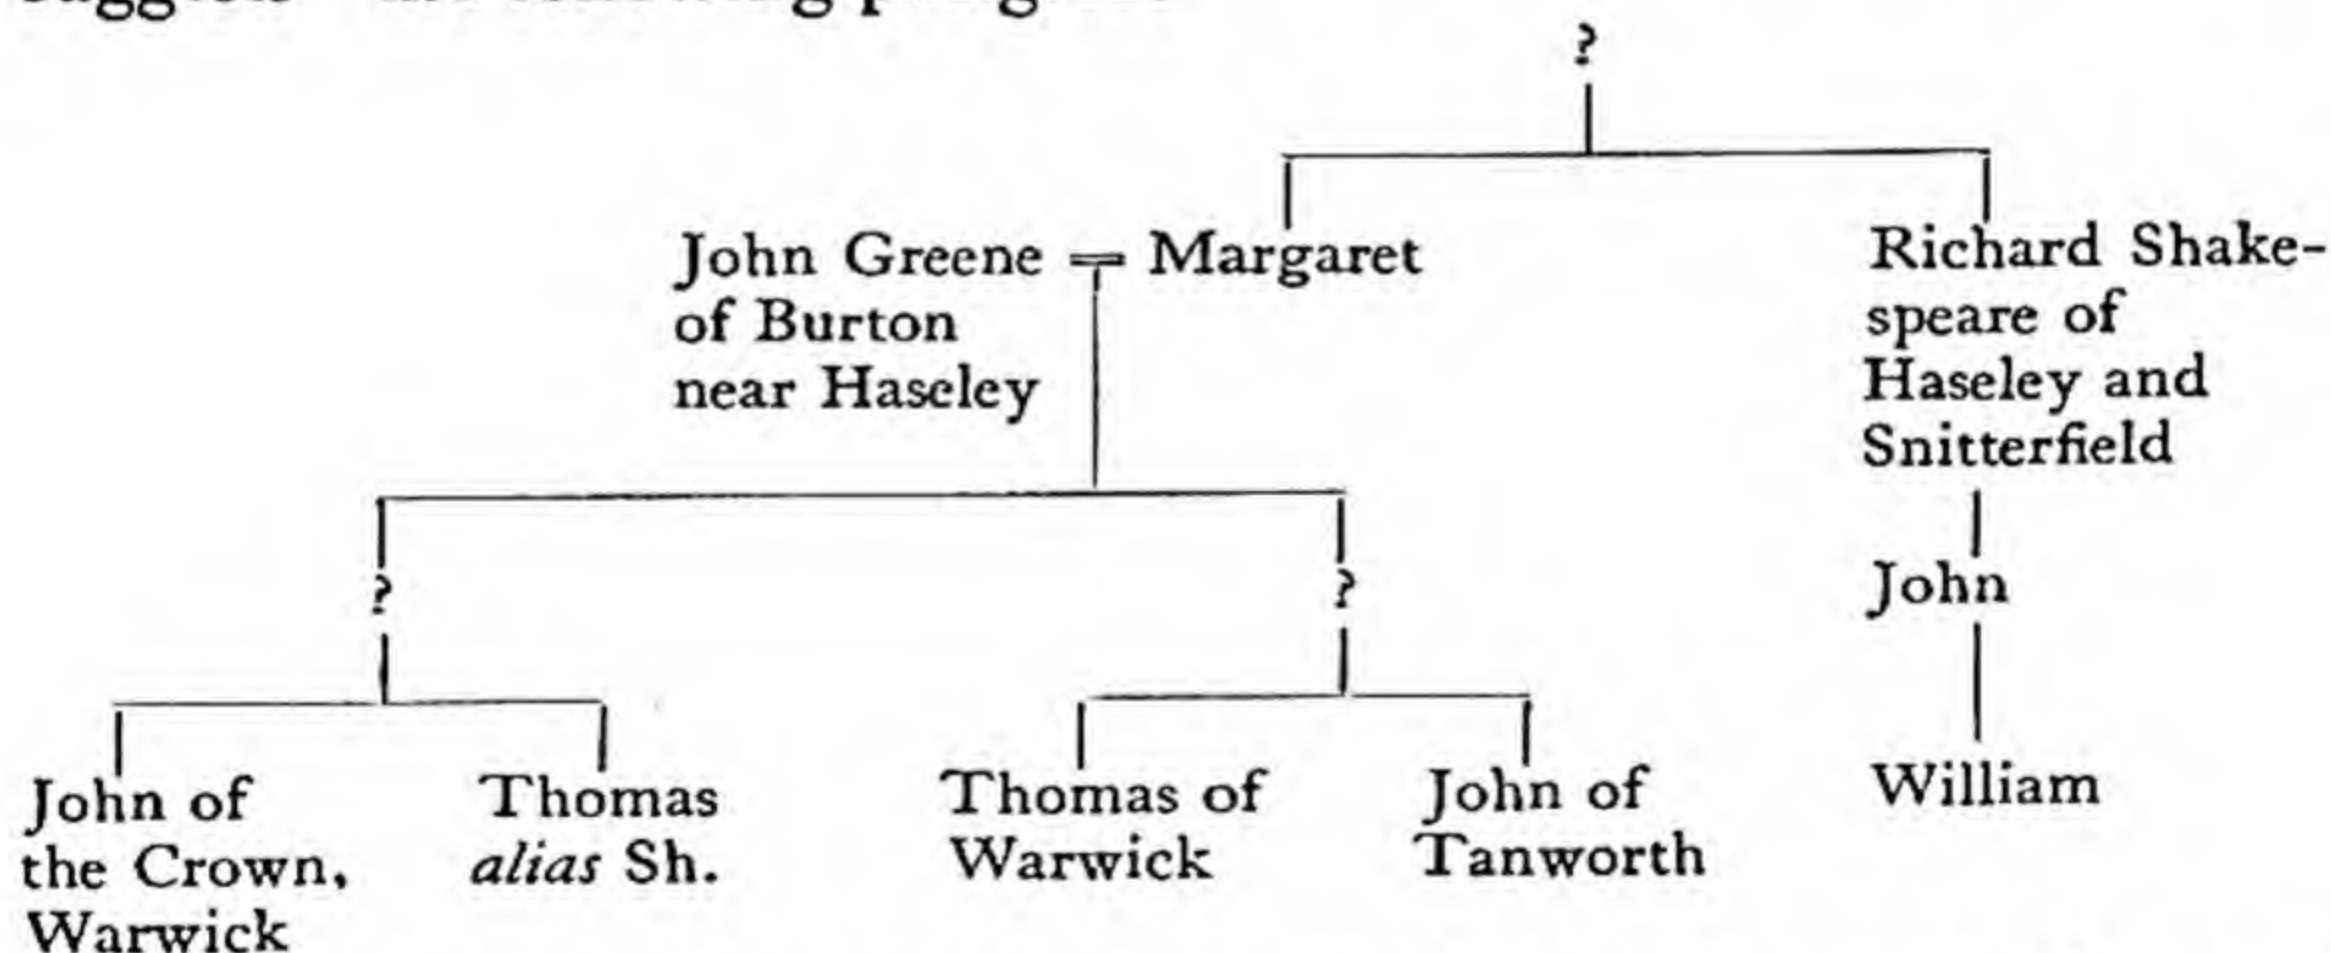 ?
John Greene
of Burton
near Haseley
Margaret
Richard Shake-
speare of
Haseley and
Snitterfield
?
?
John
John of
the Crown,
Warwick
Thomas
alias Sh.
Thomas of
Warwick
John of
Tanworth
William